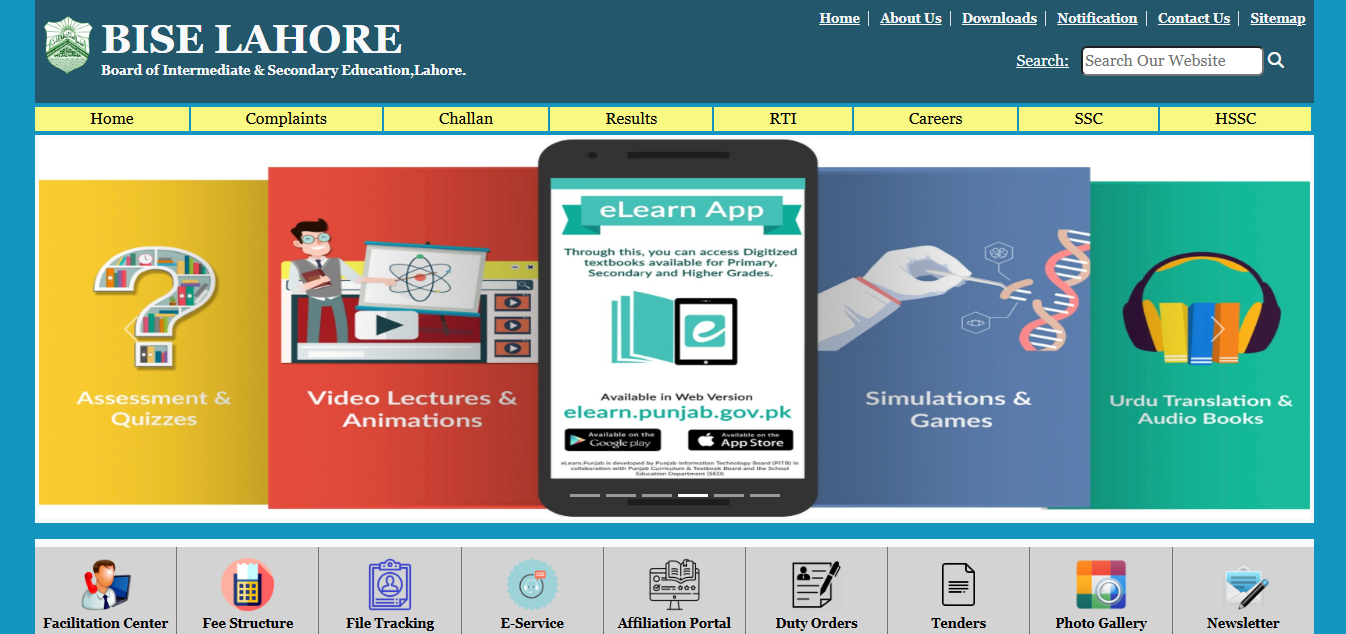 BISE LAHORE
Board of Intermediate & Secondary Education,Lahore.
Home About Us Downloads Notification Contact Us Sitemap
Search: Search Our Website
Home Complaints Challan Results RTI Careers SSC HSSC
Assessment &
Quizzes
Video Lectures &
Animations
eLearn App
Through this, you can access Digitized
textbooks available for Primary,
Secondary and Higher Grades.
Available in Web Version
elearn.punjab.gov.pk
Available on the
Google play
Available on the
App Store
eLearn.Punjab is developed by Punjab Information Technology Board (PITB) in
collaboration with Punjab Curriculum & Textbook Board and the School
Education Department (SED)
Simulations &
Games
Urdu Translation &
Audio Books
Facilitation Center Fee Structure File Tracking E-Service Affiliation Portal Duty Orders Tenders Photo Gallery Newsletter